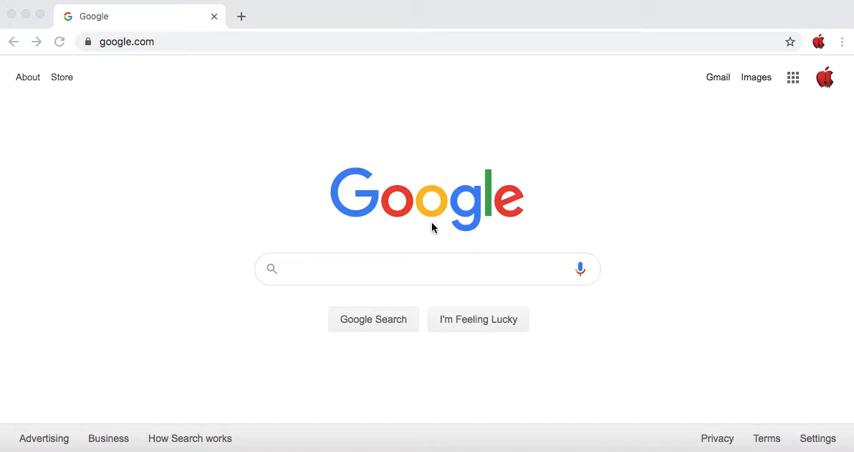 Google
google.com
About Store
Gmail Images
Google
Google Search I'm Feeling Lucky
Advertising Business How Search works
Privacy Terms Settings